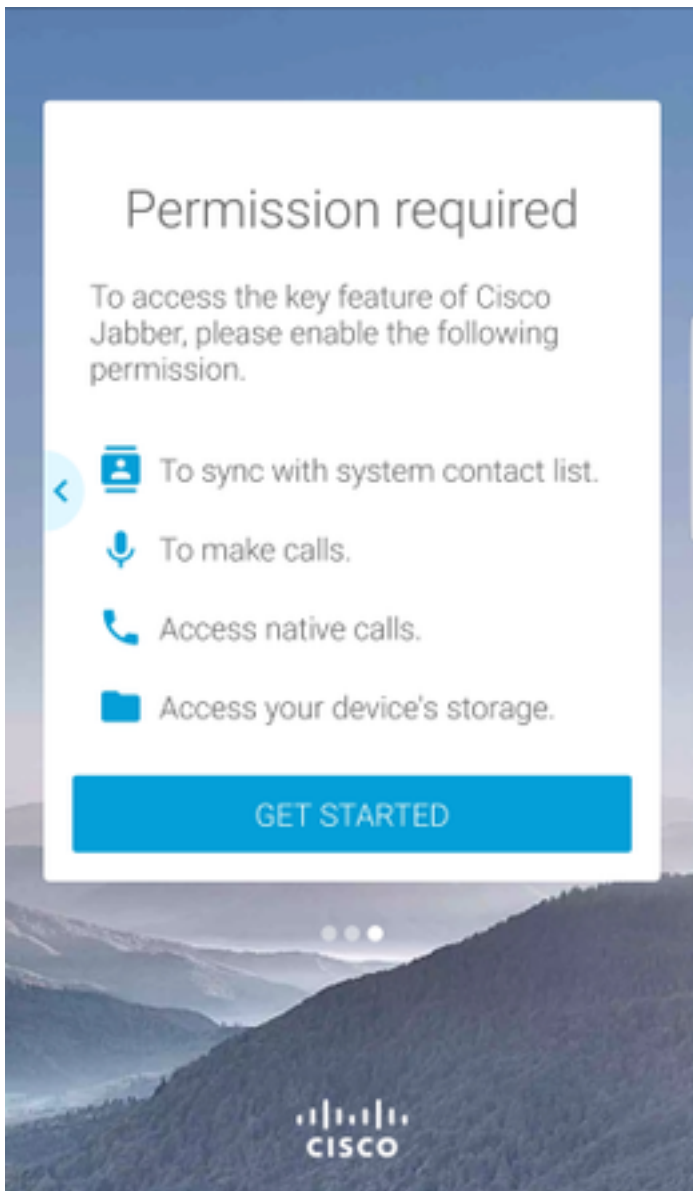 Permission required
To access the key feature of Cisco
Jabber, please enable the following
permission.
To sync with system contact list.
To make calls.
Access native calls.
Access your device's storage.
GET STARTED
CISCO